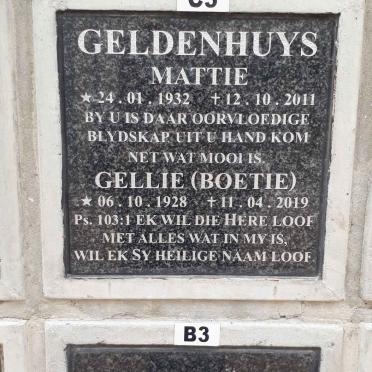 GELDENHUYS
MATTIE
★ 24 . 01 . 1932 ✝ 12 . 10 . 2011
BY U IS DAAR OORVLOEDIGE
BLYDSKAP UIT U HAND KOM
NET WAT MOOI IS.
GELLIE (BOETIE)
★ 06 . 10 . 1928 ✝ 11 . 04 . 2019
Ps. 103:1 EK WIL DIE HERE LOOF
MET ALLES WAT IN MY IS,
WIL EK SY HEILIGE NAAM LOOF.
B3